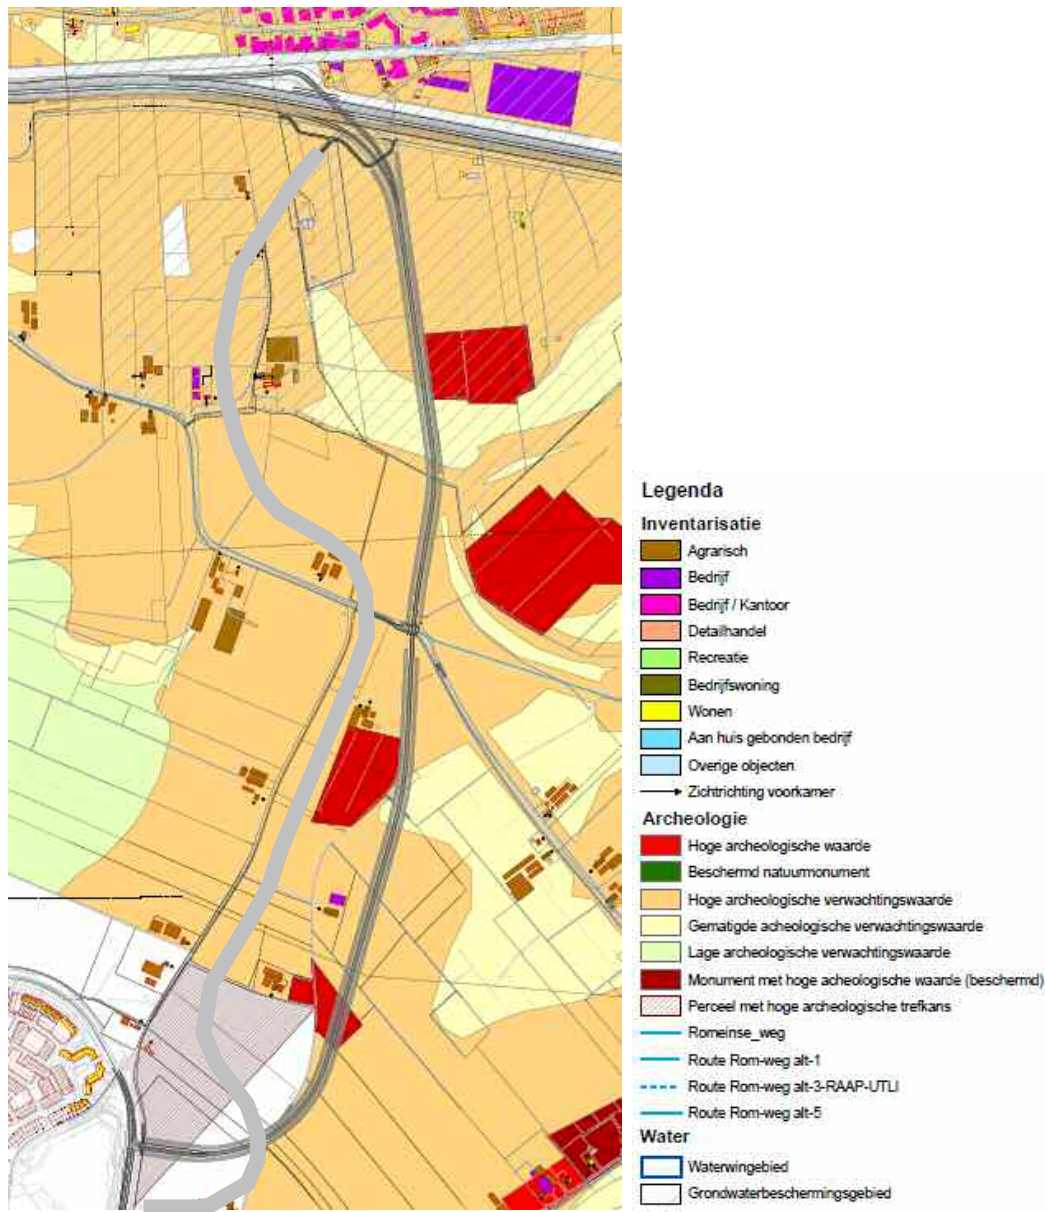 Legenda
Inventarisatie
Agrarisch
Bedrijf
Bedrijf / Kantoor
Detailhandel
Recreatie
Bedrijfswoning
Wonen
Aan huis gebonden bedrijf
Overige objecten
Zichtrichting voorkamer
Archeologie
Hoge archeologische waarde
Beschermd natuurmonument
Hoge archeologische verwachtingswaarde
Gematigde acheologische verwachtingswaarde
Lage archeologische verwachtingswaarde
Monument met hoge acheologische waarde (beschermd)
Perceel met hoge archeologische trefkans
Romeinse_weg
Route Rom-weg alt-1
Route Rom-weg alt-3-RAAP-UTLI
Route Rom-weg alt-5
Water
Waterwingebied
Grondwaterbeschermingsgebied